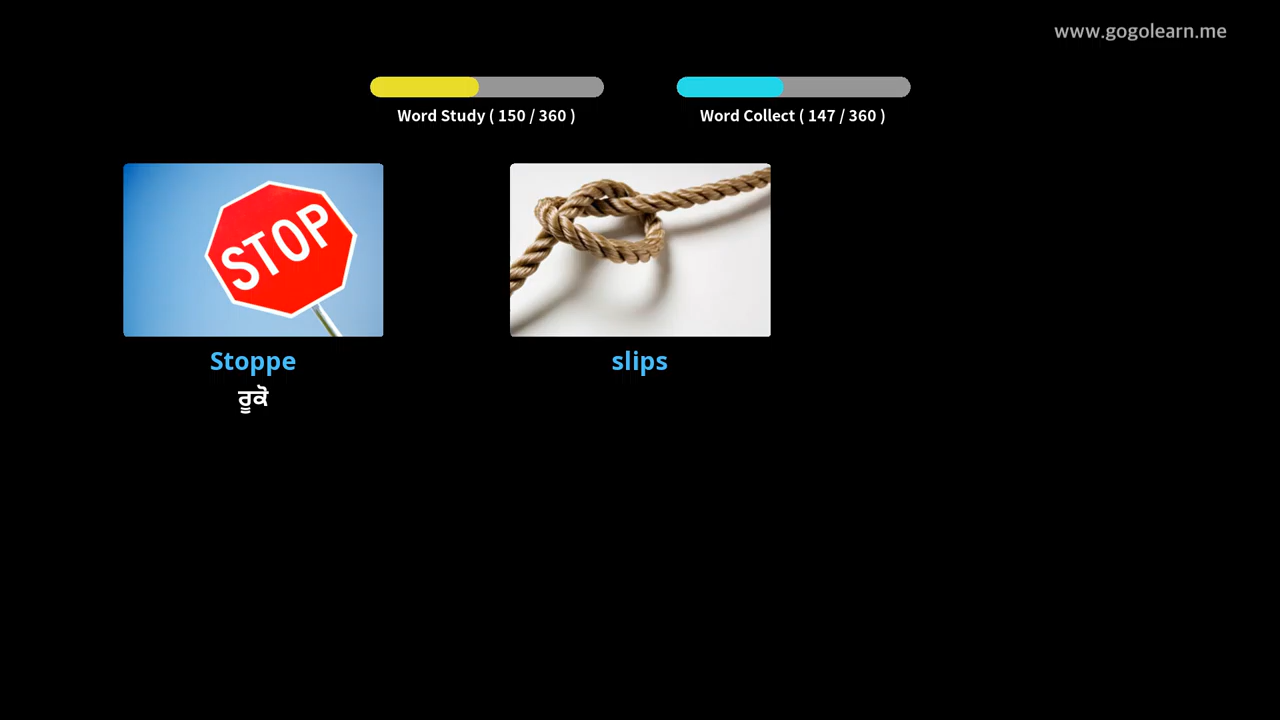 www.gogolearn.me
Word Study ( 150 / 360 )
Word Collect ( 147 / 360 )
STOP
Stoppe
slips
ਰੂਕੋ